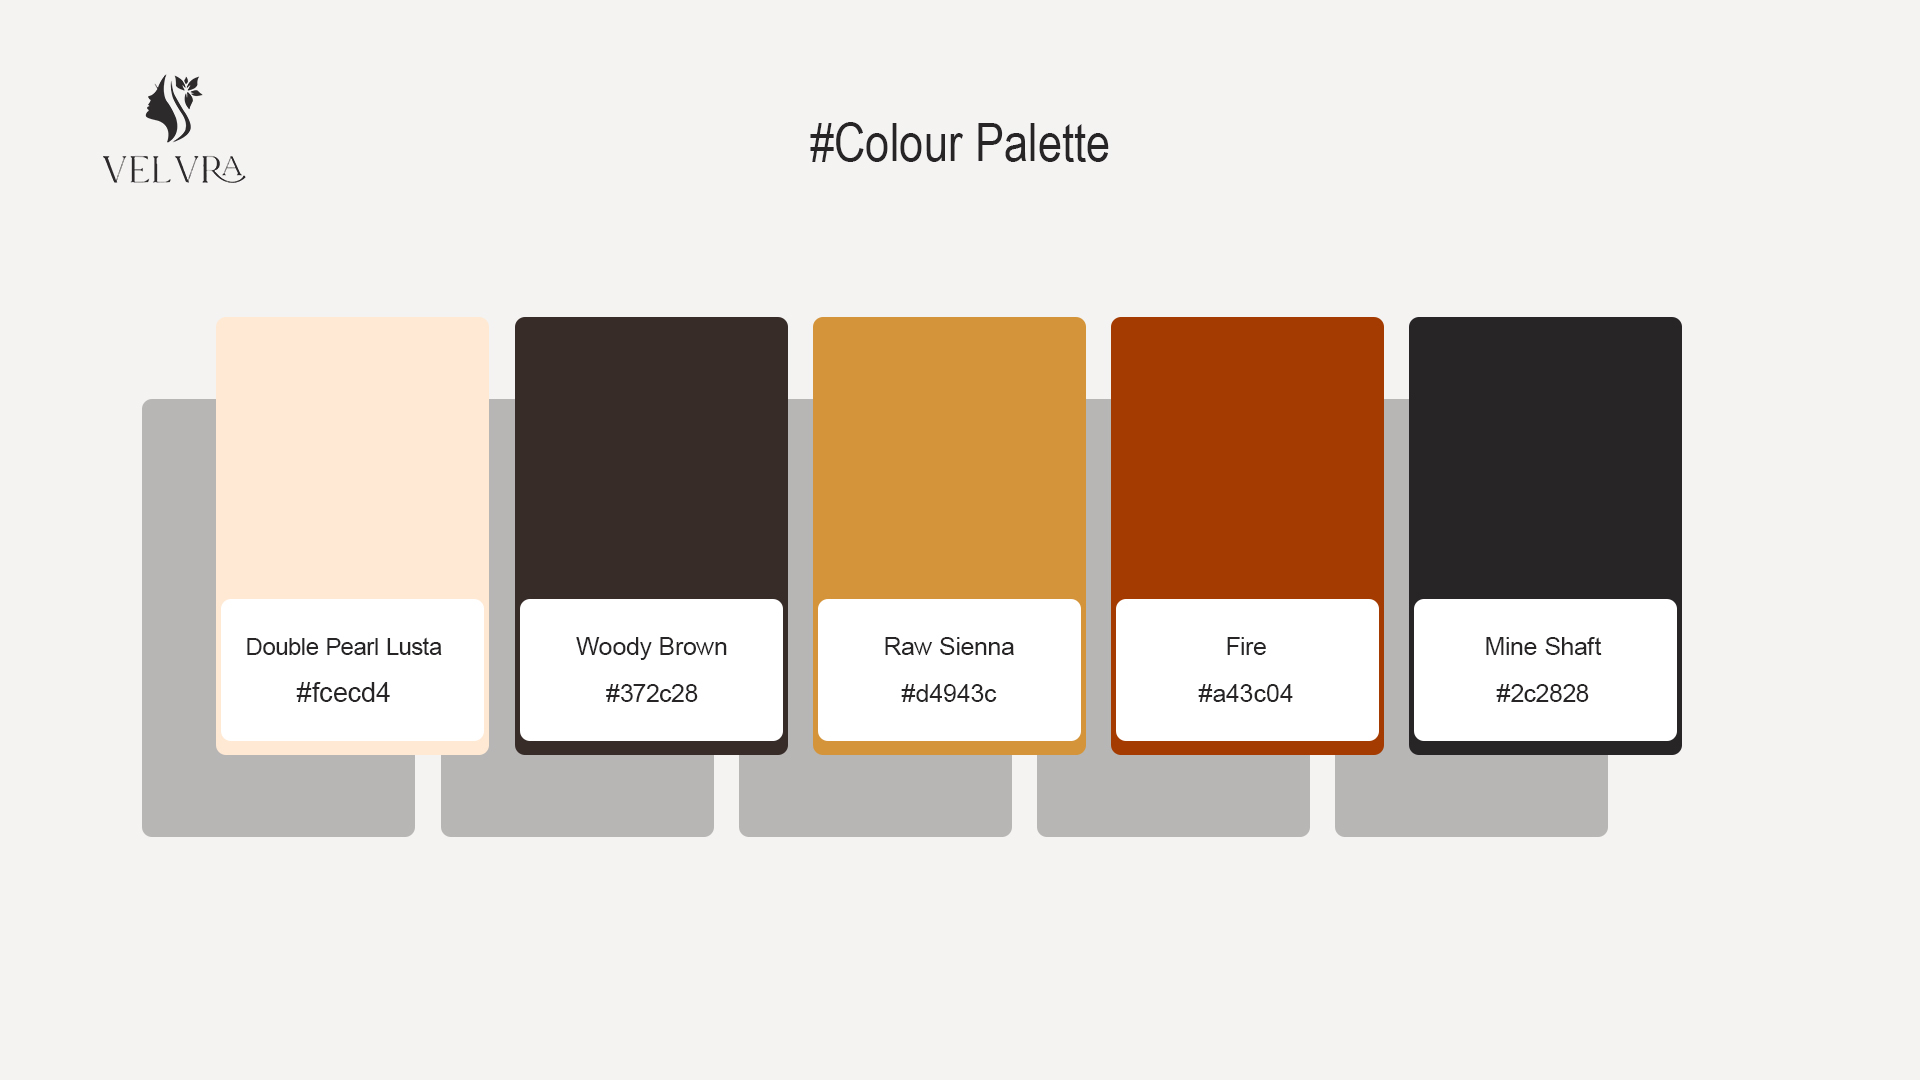 VELVRA
#Colour Palette
Double Pearl Lusta
#fcecd4
Woody Brown
#372c28
Raw Sienna
#d4943c
Fire
#a43c04
Mine Shaft
#2c2828